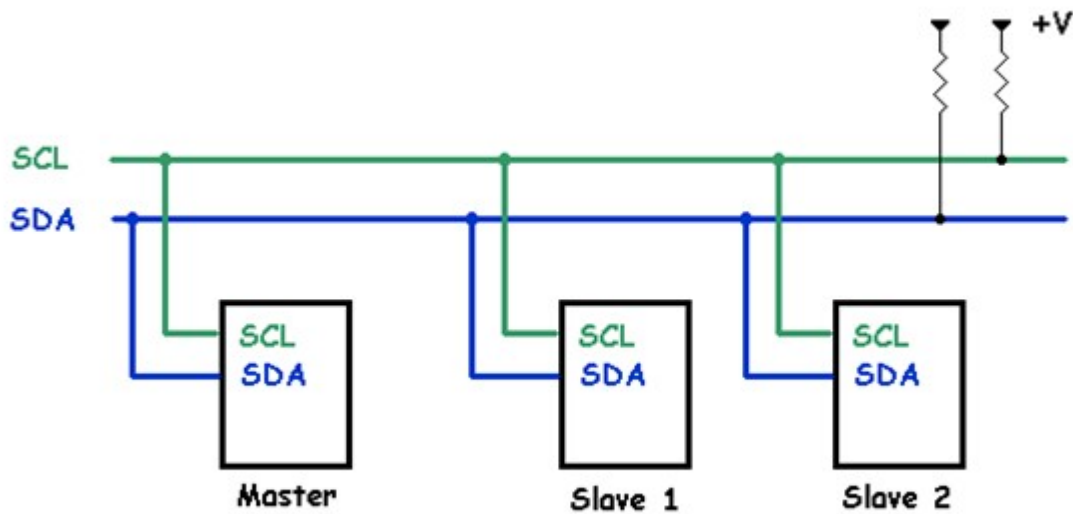 +V
SCL
SDA
SCL
SDA
SCL
SDA
SCL
SDA
Master
Slave 1
Slave 2